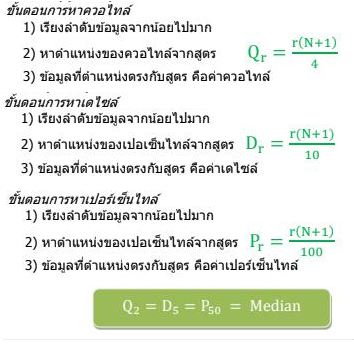 ขั้นตอนการหาควอไทล์
1) เรียงลำดับข้อมูลจากน้อยไปมาก
2) หาตำแหน่งของควอไทล์จากสูตร Qr = r(N+1)/4
3) ข้อมูลที่ตำแหน่งตรงกับสูตร คือค่าควอไทล์
ขั้นตอนการหาเดไซล์
1) เรียงลำดับข้อมูลจากน้อยไปมาก
2) หาตำแหน่งของเปอเซ็นไทล์จากสูตร Dr = r(N+1)/10
3) ข้อมูลที่ตำแหน่งตรงกับสูตร คือค่าเดไซล์
ขั้นตอนการหาเปอร์เซ็นไทล์
1) เรียงลำดับข้อมูลจากน้อยไปมาก
2) หาตำแหน่งของเปอเซ็นไทล์จากสูตร Pr = r(N+1)/100
3) ข้อมูลที่ตำแหน่งตรงกับสูตร คือค่าเปอร์เซ็นไทล์
Q2 = D5 = P50 = Median